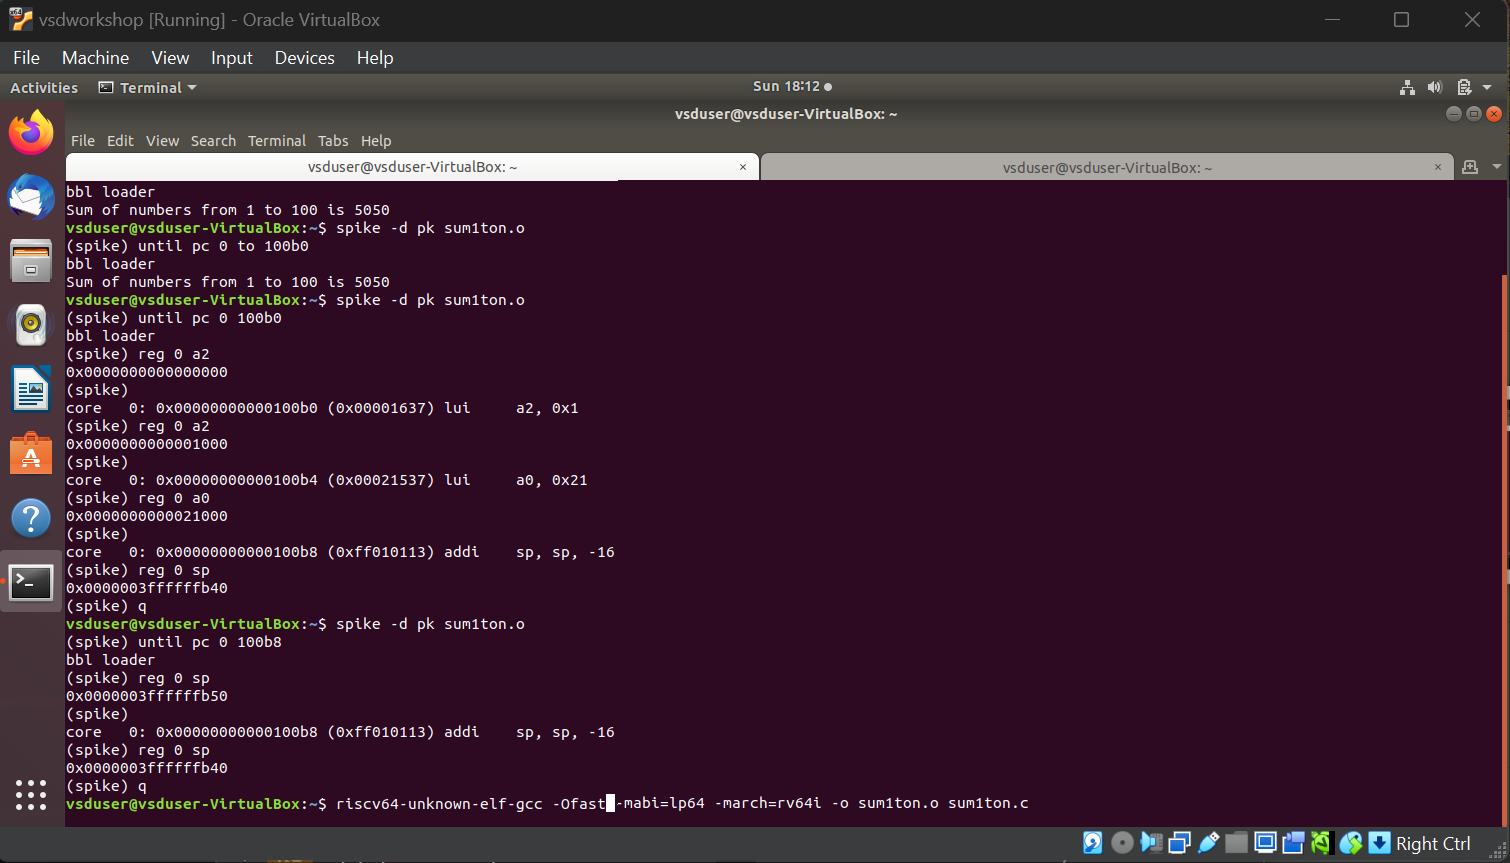 vsdworkshop [Running] - Oracle VirtualBox
File Machine View Input Devices Help
Activities Terminal Sun 18:12
vsduser@vsduser-VirtualBox: ~
File Edit View Search Terminal Tabs Help
vsduser@vsduser-VirtualBox: ~ × vsduser@vsduser-VirtualBox: ~ ×
bbl loader
Sum of numbers from 1 to 100 is 5050
vsduser@vsduser-VirtualBox:~$ spike -d pk sum1ton.o
(spike) until pc 0 to 100b0
bbl loader
Sum of numbers from 1 to 100 is 5050
vsduser@vsduser-VirtualBox:~$ spike -d pk sum1ton.o
(spike) until pc 0 100b0
bbl loader
(spike) reg 0 a2
0x0000000000000000
(spike)
core   0: 0x00000000000100b0 (0x00001637) lui     a2, 0x1
(spike) reg 0 a2
0x0000000000001000
(spike)
core   0: 0x00000000000100b4 (0x00021537) lui     a0, 0x21
(spike) reg 0 a0
0x0000000000021000
(spike)
core   0: 0x00000000000100b8 (0xff010113) addi    sp, sp, -16
(spike) reg 0 sp
0x0000003ffffffb40
(spike) q
vsduser@vsduser-VirtualBox:~$ spike -d pk sum1ton.o
(spike) until pc 0 100b8
bbl loader
(spike) reg 0 sp
0x0000003ffffffb50
(spike)
core   0: 0x00000000000100b8 (0xff010113) addi    sp, sp, -16
(spike) reg 0 sp
0x0000003ffffffb40
(spike) q
vsduser@vsduser-VirtualBox:~$ riscv64-unknown-elf-gcc -Ofast -mabi=lp64 -march=rv64i -o sum1ton.o sum1ton.c
Right Ctrl